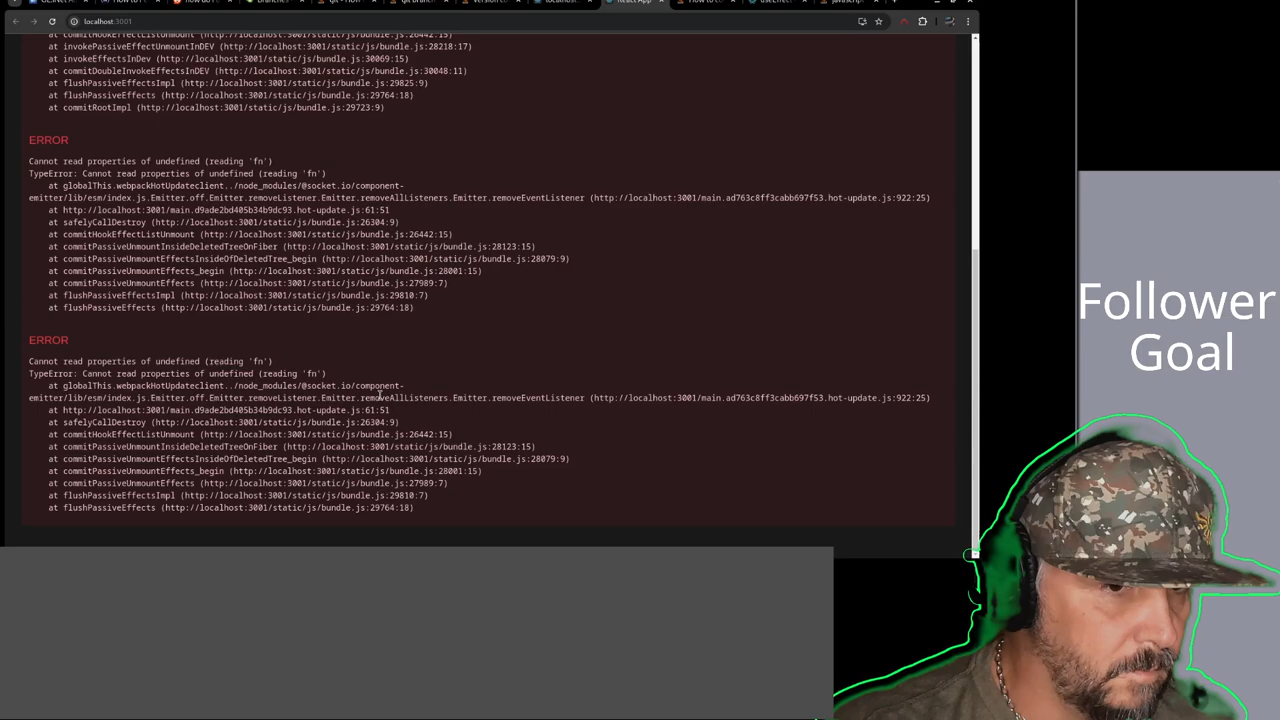 localhost:3001
React App
at commitHookEffectListUnmount (http://localhost:3001/static/js/bundle.js:26442:15)
at invokePassiveEffectUnmountInDEV (http://localhost:3001/static/js/bundle.js:28218:17)
at invokeEffectsInDev (http://localhost:3001/static/js/bundle.js:30069:15)
at commitDoubleInvokeEffectsInDEV (http://localhost:3001/static/js/bundle.js:30048:11)
at flushPassiveEffectsImpl (http://localhost:3001/static/js/bundle.js:29825:9)
at flushPassiveEffects (http://localhost:3001/static/js/bundle.js:29764:18)
at commitRootImpl (http://localhost:3001/static/js/bundle.js:29723:9)
ERROR
Cannot read properties of undefined (reading 'fn')
TypeError: Cannot read properties of undefined (reading 'fn')
at globalThis.webpackHotUpdateclient../node_modules/@socket.io/component-
emitter/lib/esm/index.js.Emitter.off.Emitter.removeListener.Emitter.removeAllListeners.Emitter.removeEventListener (http://localhost:3001/main.ad763c8ff3cabb697f53.hot-update.js:922:25)
at http://localhost:3001/main.d9ade2bd405b34b9dc93.hot-update.js:61:51
at safelyCallDestroy (http://localhost:3001/static/js/bundle.js:26304:9)
at commitHookEffectListUnmount (http://localhost:3001/static/js/bundle.js:26442:15)
at commitPassiveUnmountInsideDeletedTreeOnFiber (http://localhost:3001/static/js/bundle.js:28123:15)
at commitPassiveUnmountEffectsInsideOfDeletedTree_begin (http://localhost:3001/static/js/bundle.js:28079:9)
at commitPassiveUnmountEffects_begin (http://localhost:3001/static/js/bundle.js:28001:15)
at commitPassiveUnmountEffects (http://localhost:3001/static/js/bundle.js:27989:7)
at flushPassiveEffectsImpl (http://localhost:3001/static/js/bundle.js:29810:7)
at flushPassiveEffects (http://localhost:3001/static/js/bundle.js:29764:18)
ERROR
Cannot read properties of undefined (reading 'fn')
TypeError: Cannot read properties of undefined (reading 'fn')
at globalThis.webpackHotUpdateclient../node_modules/@socket.io/component-
emitter/lib/esm/index.js.Emitter.off.Emitter.removeListener.Emitter.removeAllListeners.Emitter.removeEventListener (http://localhost:3001/main.ad763c8ff3cabb697f53.hot-update.js:922:25)
at http://localhost:3001/main.d9ade2bd405b34b9dc93.hot-update.js:61:51
at safelyCallDestroy (http://localhost:3001/static/js/bundle.js:26304:9)
at commitHookEffectListUnmount (http://localhost:3001/static/js/bundle.js:26442:15)
at commitPassiveUnmountInsideDeletedTreeOnFiber (http://localhost:3001/static/js/bundle.js:28123:15)
at commitPassiveUnmountEffectsInsideOfDeletedTree_begin (http://localhost:3001/static/js/bundle.js:28079:9)
at commitPassiveUnmountEffects_begin (http://localhost:3001/static/js/bundle.js:28001:15)
at commitPassiveUnmountEffects (http://localhost:3001/static/js/bundle.js:27989:7)
at flushPassiveEffectsImpl (http://localhost:3001/static/js/bundle.js:29810:7)
at flushPassiveEffects (http://localhost:3001/static/js/bundle.js:29764:18)
Follower
Goal